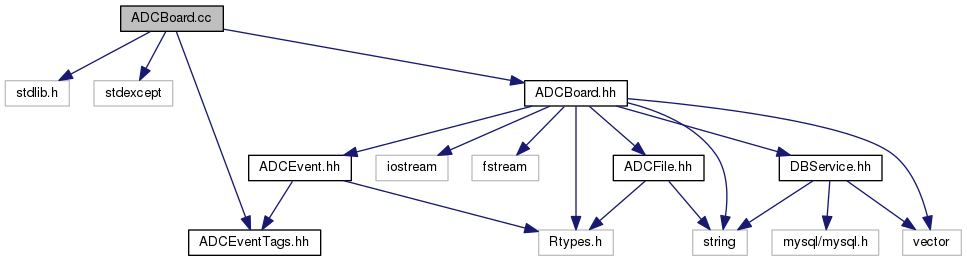 ADCBoard.cc
stdlib.h
stdexcept
ADCBoard.hh
ADCEvent.hh
iostream
fstream
ADCFile.hh
DBService.hh
ADCEventTags.hh
Rtypes.h
string
mysql/mysql.h
vector